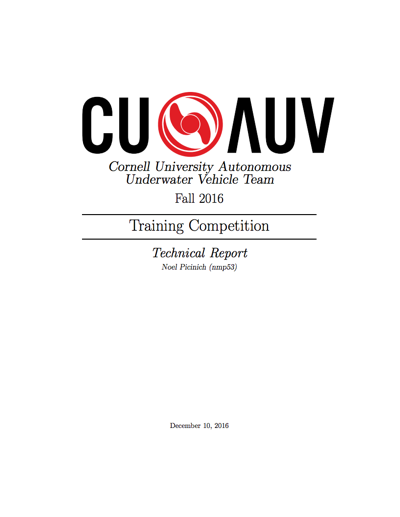 CU AUV
Cornell University Autonomous
Underwater Vehicle Team
Fall 2016
Training Competition
Technical Report
Noel Picinich (nmp53)
December 10, 2016